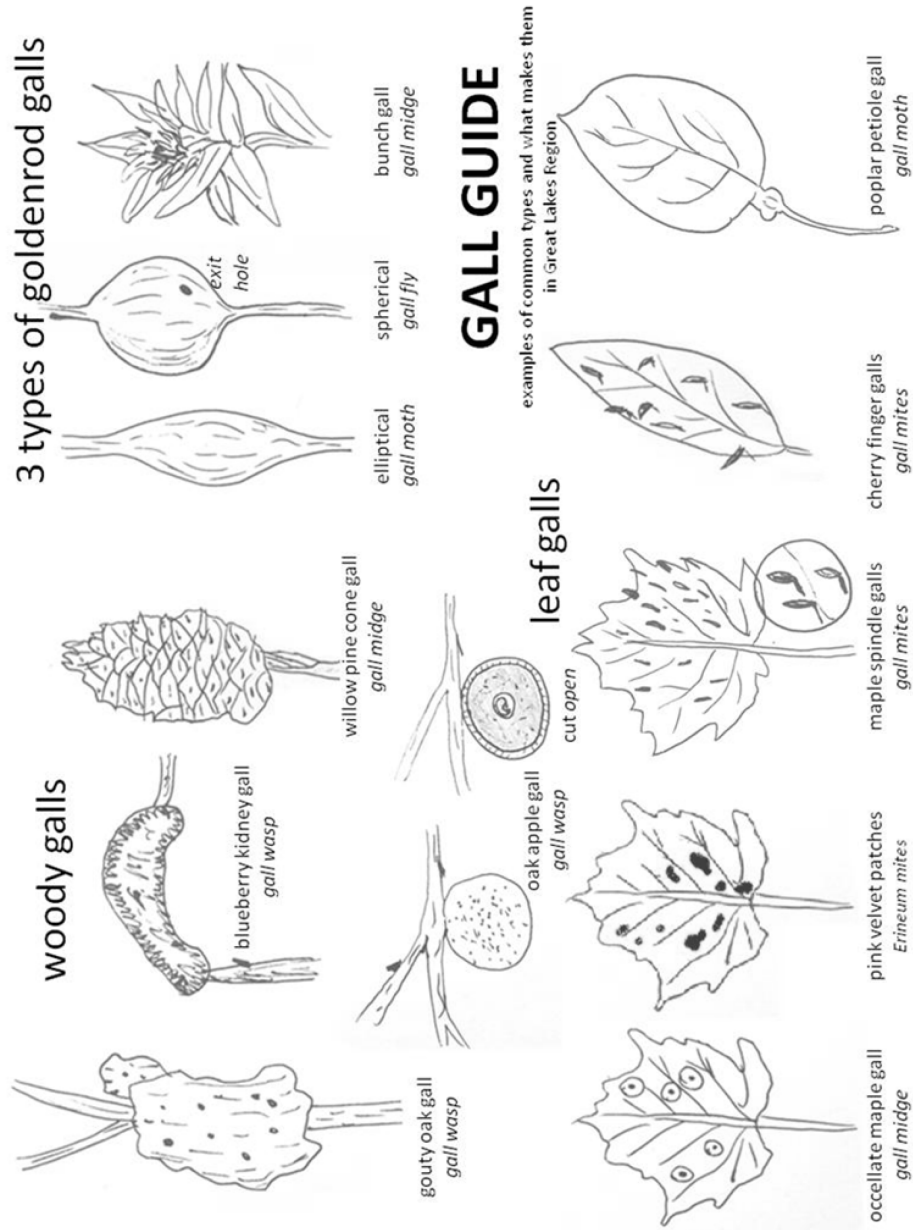 woody galls
3 types of goldenrod galls
gouty oak gall
gall wasp
blueberry kidney gall
gall wasp
willow pine cone gall
gall midge
elliptical
gall moth
spherical
gall fly
exit
hole
bunch gall
gall midge
oak apple gall
gall wasp
cut open
GALL GUIDE
examples of common types and what makes them
in Great Lakes Region
leaf galls
occellate maple gall
gall midge
pink velvet patches
Erineum mites
maple spindle galls
gall mites
cherry finger galls
gall mites
poplar petiole gall
gall moth